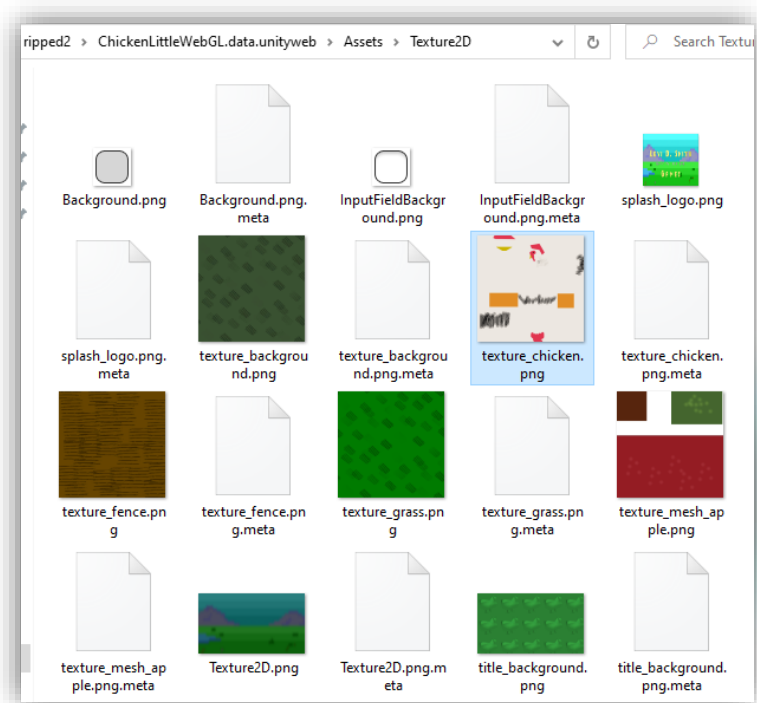 ripped2 > ChickenLittleWebGL.data.unityweb > Assets > Texture2D
Search Textu
Background.png
Background.png.
meta
InputFieldBackgr
ound.png
InputFieldBackgr
ound.png.meta
splash_logo.png
splash_logo.png.
meta
texture_backgrou
nd.png
texture_backgrou
nd.png.meta
texture_chicken.
png
texture_chicken.
png.meta
texture_fence.pn
g
texture_fence.pn
g.meta
texture_grass.pn
g
texture_grass.pn
g.meta
texture_mesh_ap
ple.png
texture_mesh_ap
ple.png.meta
Texture2D.png
Texture2D.png.m
eta
title_background.
png
title_background.
png.meta